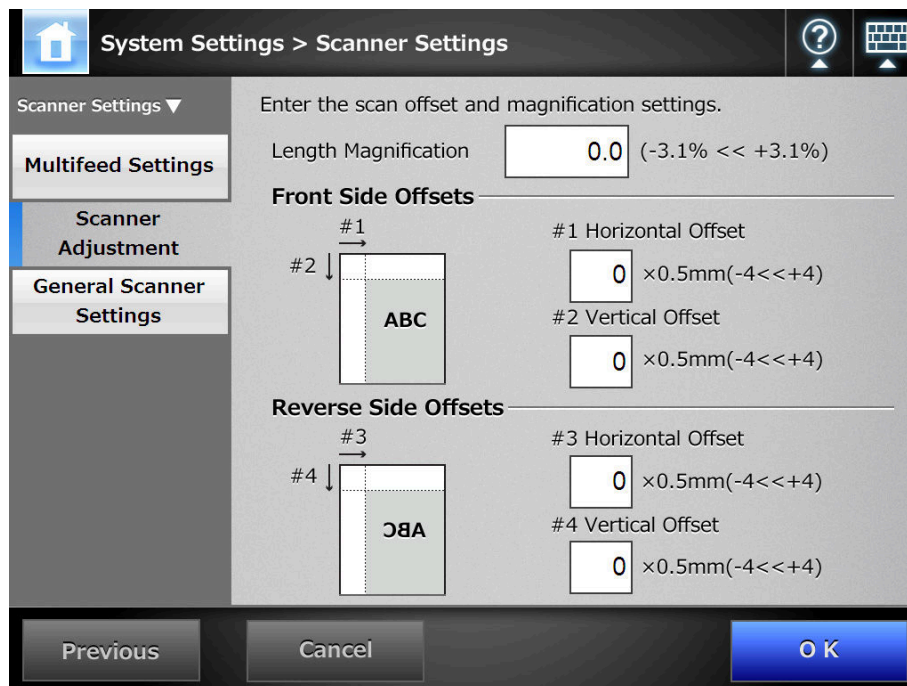 System Settings > Scanner Settings
?
Scanner Settings ▼
Multifeed Settings
Scanner
Adjustment
General Scanner
Settings
Enter the scan offset and magnification settings.
Length Magnification 0.0 (-3.1% << +3.1%)
Front Side Offsets
#1
#2
ABC
#1 Horizontal Offset
0 ×0.5mm(-4<<+4)
#2 Vertical Offset
0 ×0.5mm(-4<<+4)
Reverse Side Offsets
#3
#4
ABC
#3 Horizontal Offset
0 ×0.5mm(-4<<+4)
#4 Vertical Offset
0 ×0.5mm(-4<<+4)
Previous
Cancel
OK